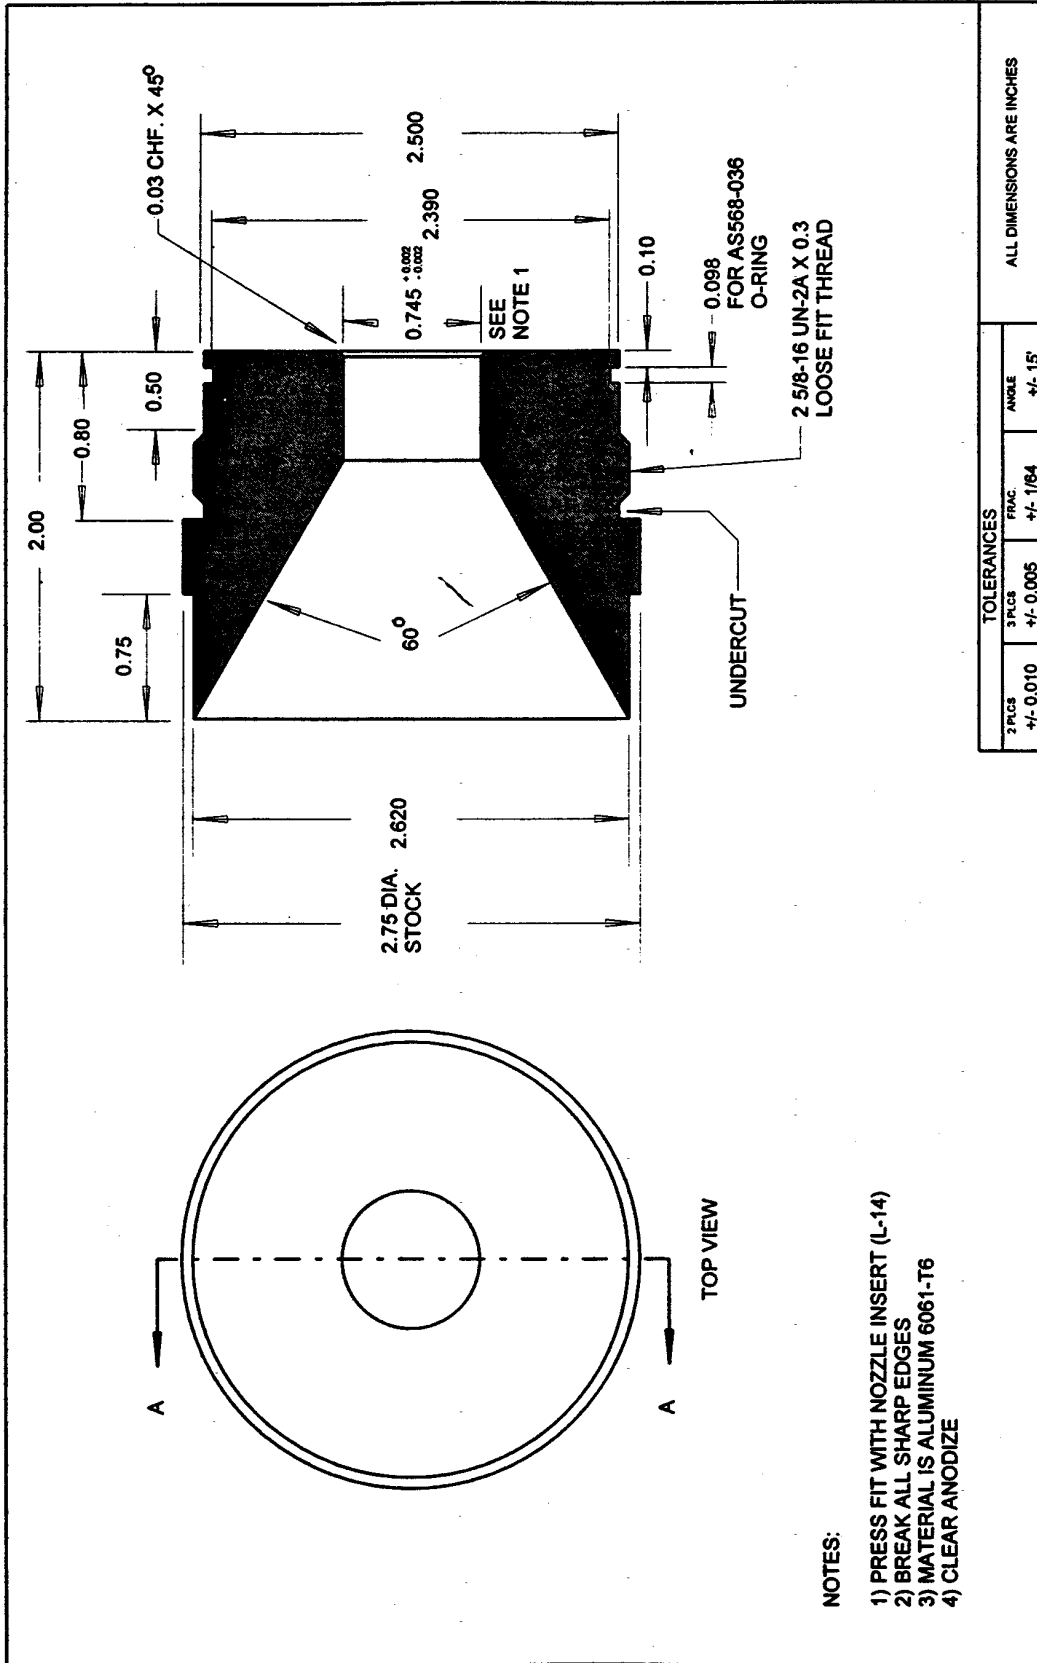 2.00
0.80
0.50
0.75
0.03 CHF. X 45°
2.500
2.390
0.745 +0.002 -0.002
SEE
NOTE 1
0.10
0.098
FOR AS568-036
O-RING
2 5/8-16 UN-2A X 0.3
LOOSE FIT THREAD
60°
UNDERCUT
2.75 DIA.
STOCK
2.620
A
A
TOP VIEW
NOTES:
1) PRESS FIT WITH NOZZLE INSERT (L-14)
2) BREAK ALL SHARP EDGES
3) MATERIAL IS ALUMINUM 6061-T6
4) CLEAR ANODIZE
TOLERANCES
2 PLCS
3 PLCS
FRAC.
ANGLE
+/- 0.010
+/- 0.005
+/- 1/64
+/- 15'
ALL DIMENSIONS ARE INCHES